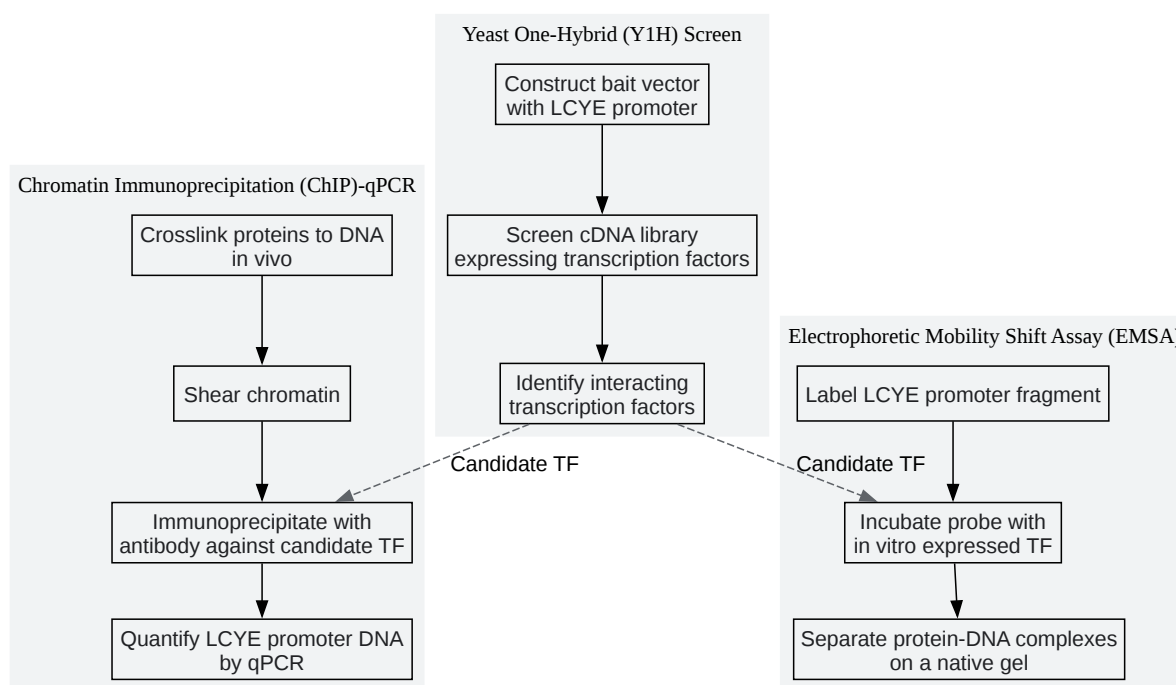 Yeast One-Hybrid (Y1H) Screen
Construct bait vector
with LCYE promoter
Chromatin Immunoprecipitation (ChIP)-qPCR
Crosslink proteins to DNA
in vivo
Screen cDNA library
expressing transcription factors
Electrophoretic Mobility Shift Assay (EMSA)
Shear chromatin
Identify interacting
transcription factors
Label LCYE promoter fragment
Candidate TF
Candidate TF
Immunoprecipitate with
antibody against candidate TF
Incubate probe with
in vitro expressed TF
Quantify LCYE promoter DNA
by qPCR
Separate protein-DNA complexes
on a native gel